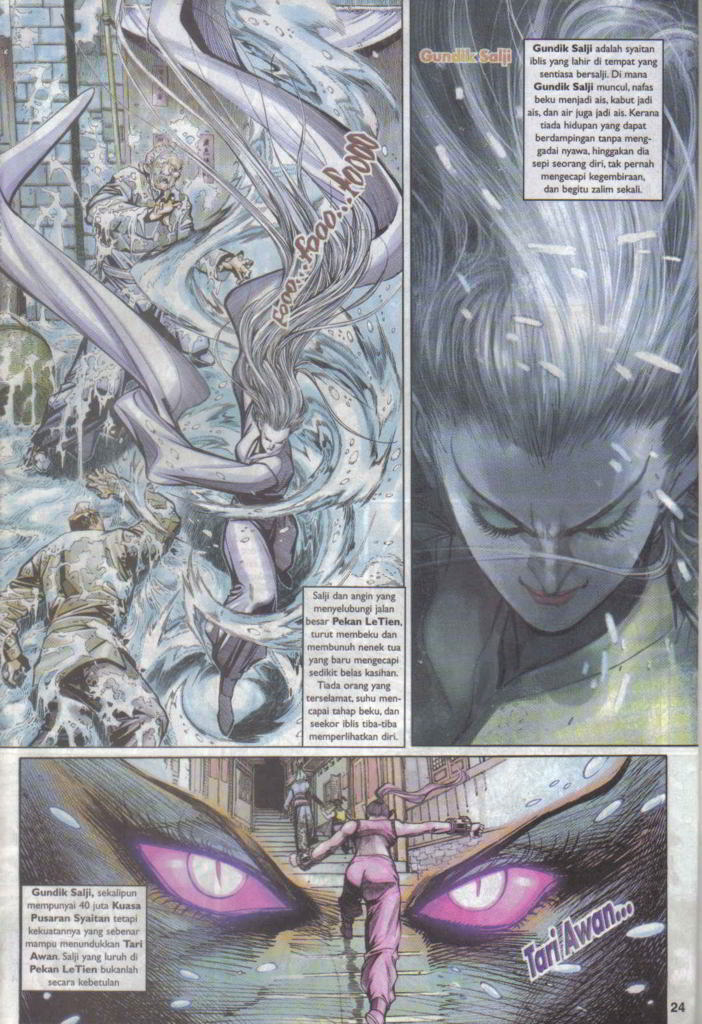 fooo...fooo...foooo
Salji dan angin yang
menyelubungi jalan
besar Pekan LeTien,
turut membeku dan
membunuh nenek tua
yang baru mengecapi
sedikit belas kasihan.
Tiada orang yang
terselamat, suhu men-
capai tahap beku, dan
seekor iblis tiba-tiba
memperlihatkan diri.
Gundik Salji
Gundik Salji adalah syaitan
iblis yang lahir di tempat yang
sentiasa bersalji. Di mana
Gundik Salji muncul, nafas
beku menjadi ais, kabut jadi
ais, dan air juga jadi ais. Kerana
tiada hidupan yang dapat
berdampingan tanpa meng-
gadai nyawa, hinggakan dia
sepi seorang diri, tak pernah
mengecapi kegembiraan,
dan begitu zalim sekali.
Gundik Salji, sekalipun
mempunyai 40 juta Kuasa
Pusaran Syaitan tetapi
kekuatannya yang sebenar
mampu menundukkan Tari
Awan. Salji yang luruh di
Pekan LeTien bukanlah
secara kebetulan
Tari Awan...
24